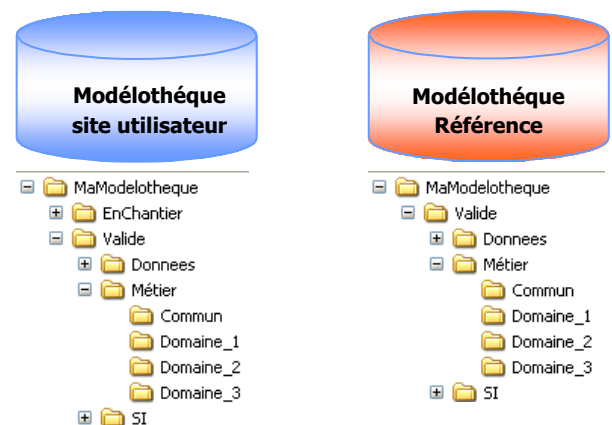 Modélothéque
site utilisateur
MaModelotheque
EnChantier
Valide
Donnees
Métier
Commun
Domaine_1
Domaine_2
Domaine_3
SI
Modélothéque
Référence
MaModelotheque
Valide
Donnees
Métier
Commun
Domaine_1
Domaine_2
Domaine_3
SI